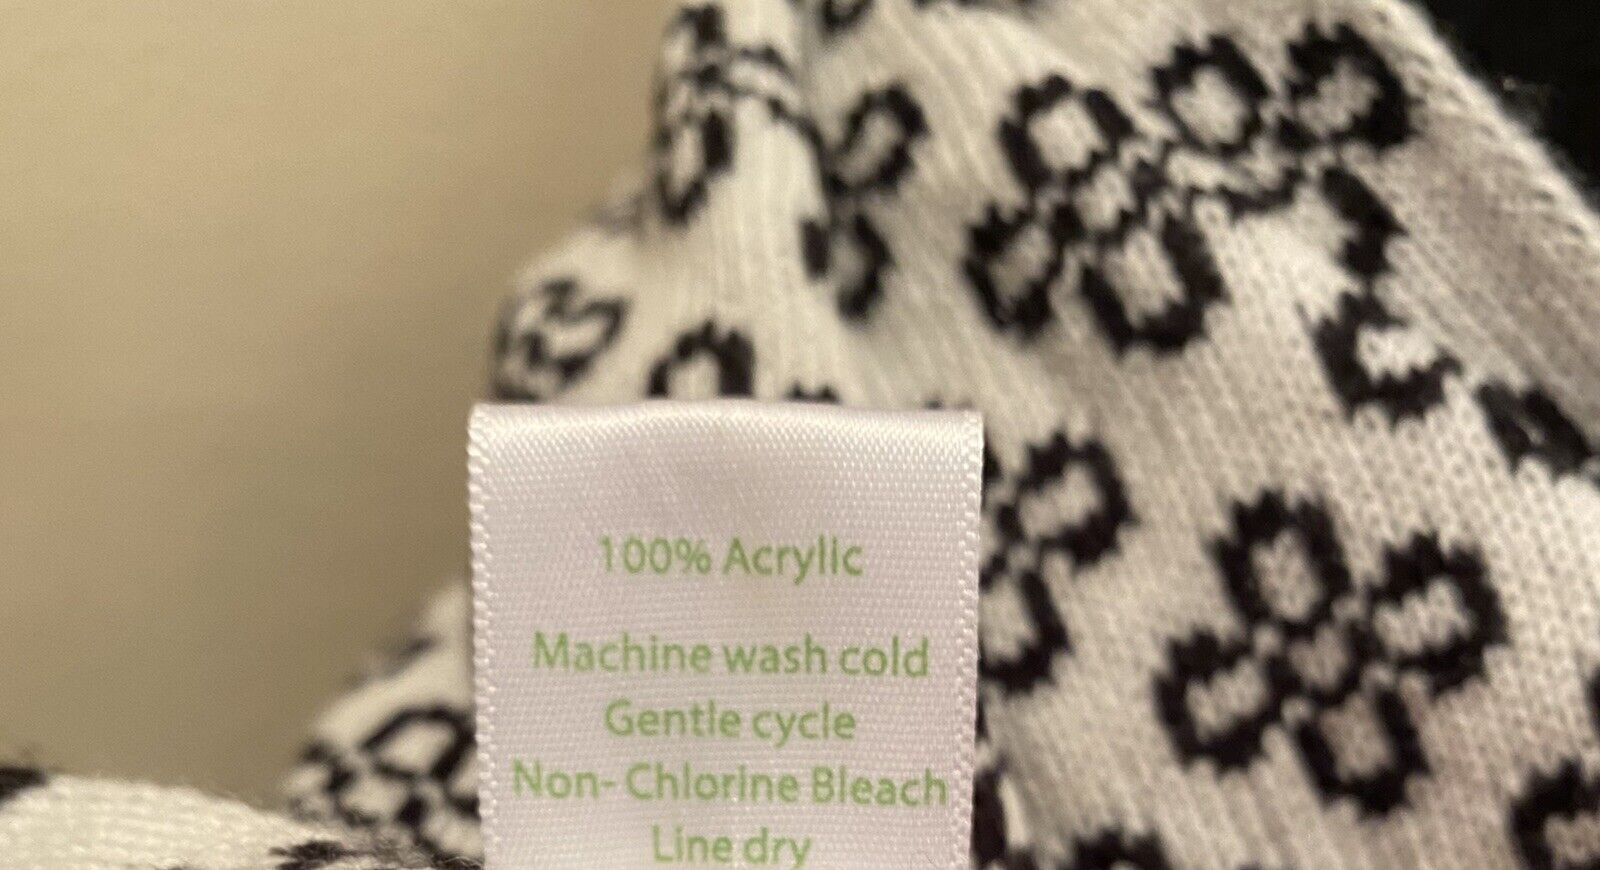 100% Acrylic
Machine wash cold
Gentle cycle
Non- Chlorine Bleach
Line dry